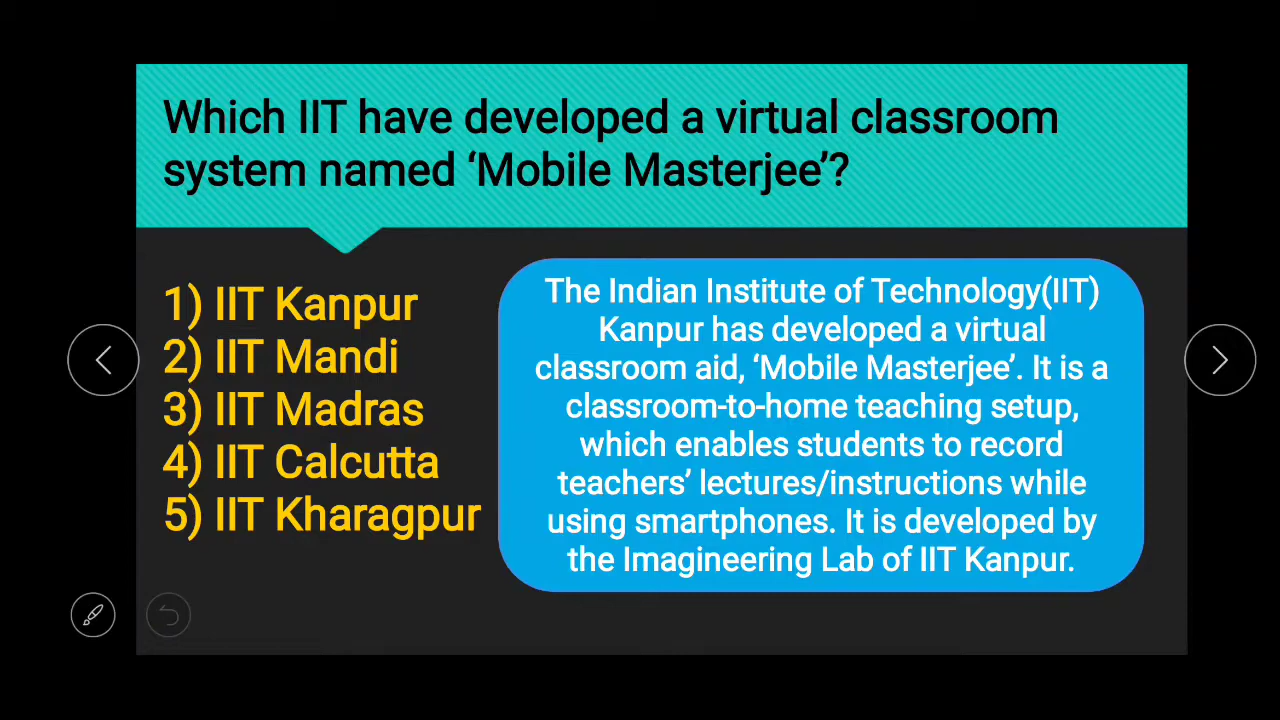 Which IIT have developed a virtual classroom
system named ‘Mobile Masterjee’?
1) IIT Kanpur
2) IIT Mandi
3) IIT Madras
4) IIT Calcutta
5) IIT Kharagpur
The Indian Institute of Technology(IIT)
Kanpur has developed a virtual
classroom aid, ‘Mobile Masterjee’. It is a
classroom-to-home teaching setup,
which enables students to record
teachers’ lectures/instructions while
using smartphones. It is developed by
the Imagineering Lab of IIT Kanpur.